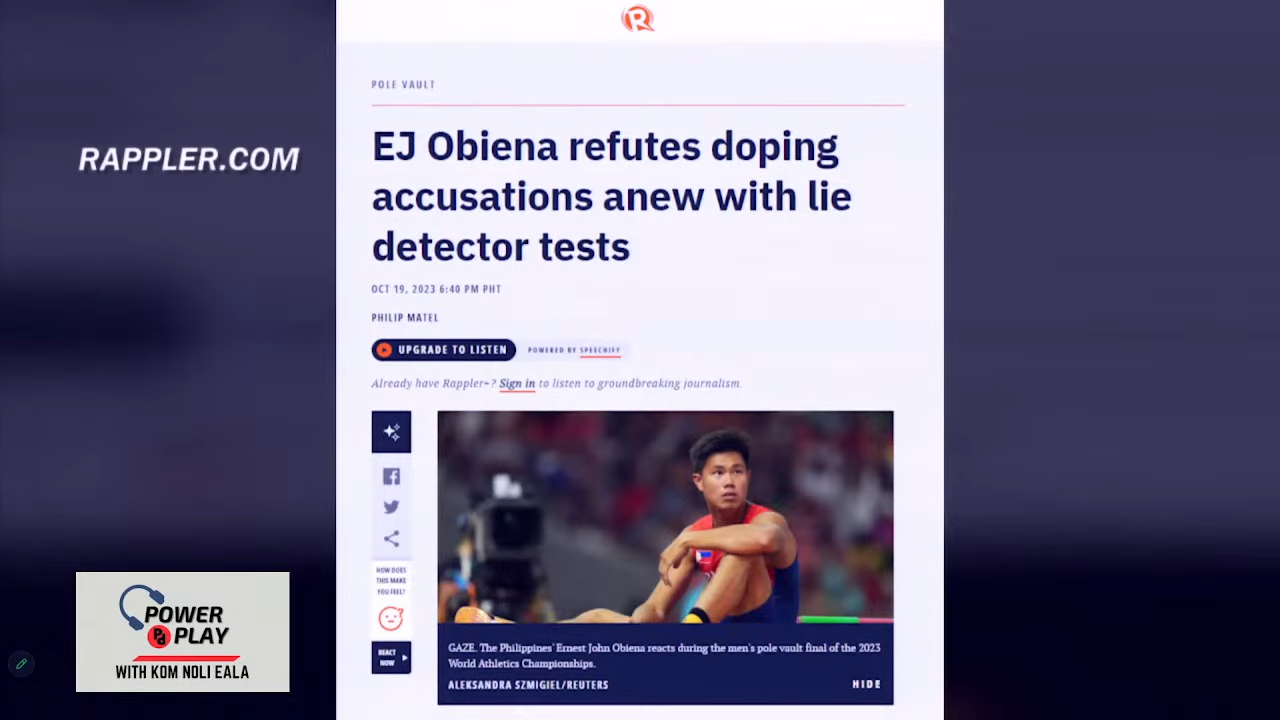 RAPPLER.COM
POLE VAULT
EJ Obiena refutes doping
accusations anew with lie
detector tests
OCT 19, 2023 6:40 PM PHT
PHILIP MATEL
UPGRADE TO LISTEN
POWERED BY SPEECHIFY
Already have Rappler+? Sign in to listen to groundbreaking journalism.
HOW DOES
THIS MAKE
YOU FEEL?
REACT
NOW
GAZE. The Philippines' Ernest John Obiena reacts during the men's pole vault final of the 2023
World Athletics Championships.
ALEKSANDRA SZMIGIEL/REUTERS
HIDE
POWER
PLAY
WITH KOM NOLI EALA